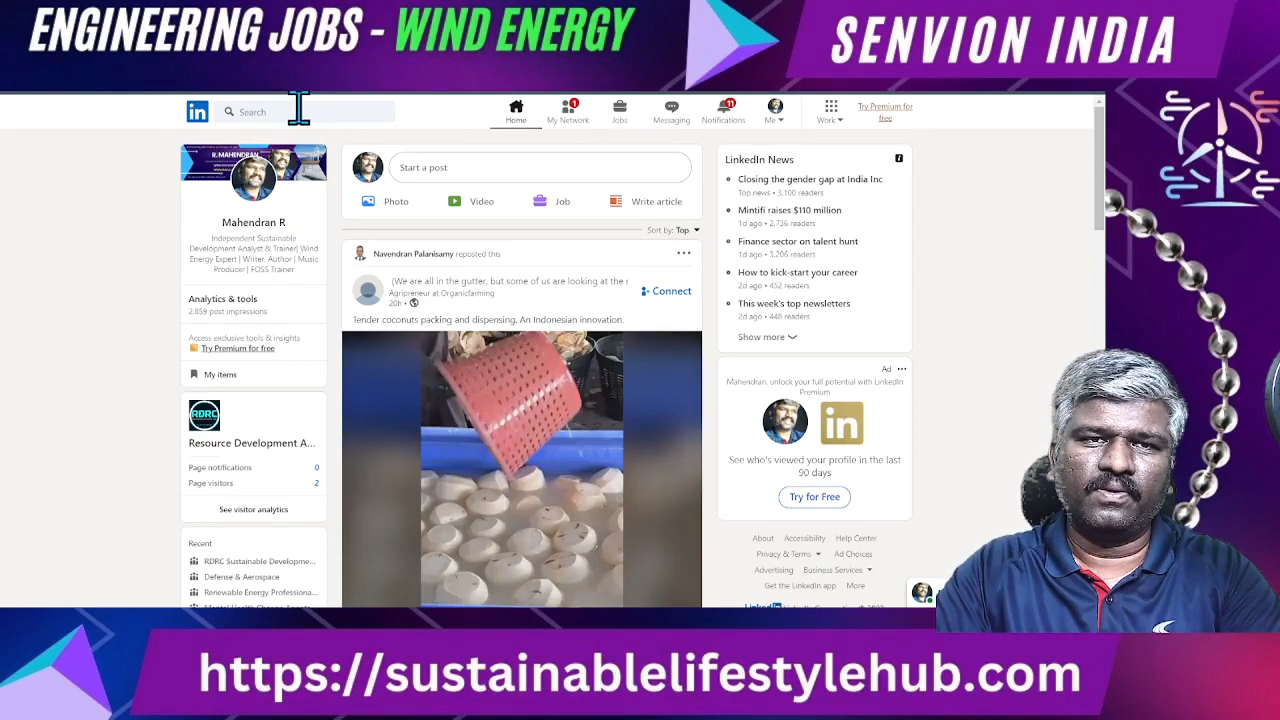 ENGINEERING JOBS - WIND ENERGY
SENVION INDIA
in
Search
1
11
Home
My Network
Jobs
Messaging
Notifications
Me
Work
Try Premium for
free
R.MAHENDRAN
Mahendran R
Independent Sustainable
Development Analyst & Trainer| Wind
Energy Expert | Writer, Author | Music
Producer | FOSS Trainer
Analytics & tools
2,859 post impressions
Access exclusive tools & insights
Try Premium for free
My items
RDRC
Resource Development A...
Page notifications 0
Page visitors 2
See visitor analytics
Recent
RDRC Sustainable Developme...
Defense & Aerospace
Renewable Energy Professiona...
Start a post
Photo
Video
Job
Write article
Sort by: Top
Navendran Palanisamy reposted this
(We are all in the gutter, but some of us are looking at the s
Agripreneur at Organicfarming
20h •
Connect
Tender coconuts packing and dispensing. An Indonesian innovation.
LinkedIn News
Closing the gender gap at India Inc
Top news • 3,100 readers
Mintifi raises $110 million
1d ago • 2,736 readers
Finance sector on talent hunt
1d ago • 3,206 readers
How to kick-start your career
2d ago • 452 readers
This week's top newsletters
2d ago • 448 readers
Show more
Ad
Mahendran, unlock your full potential with LinkedIn
Premium
in
See who's viewed your profile in the last
90 days
Try for Free
About Accessibility Help Center
Privacy & Terms Ad Choices
Advertising Business Services
Get the LinkedIn app More
https://sustainablelifestylehub.com